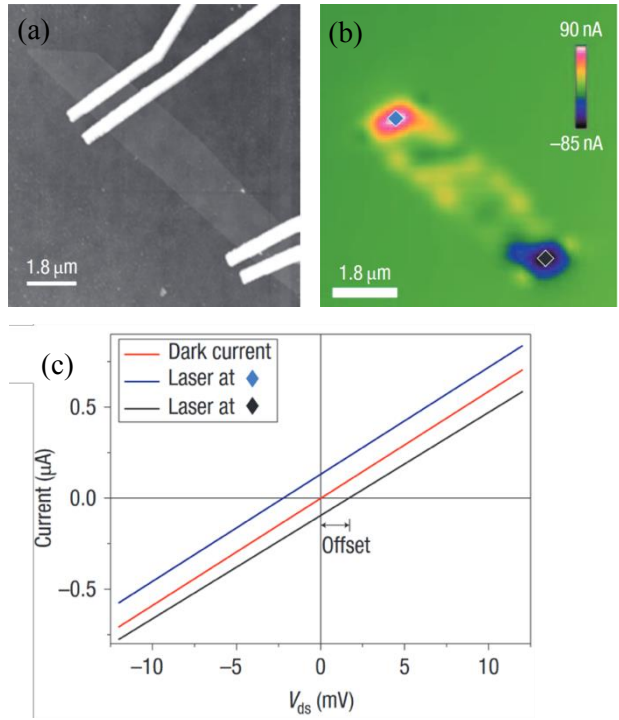 (a)
1.8 μm
(b)
90 nA
−85 nA
1.8 μm
(c)
Dark current
Laser at
Laser at
Current (μA)
0.5
0.0
−0.5
Offset
−10
−5
0
5
10
Vds (mV)